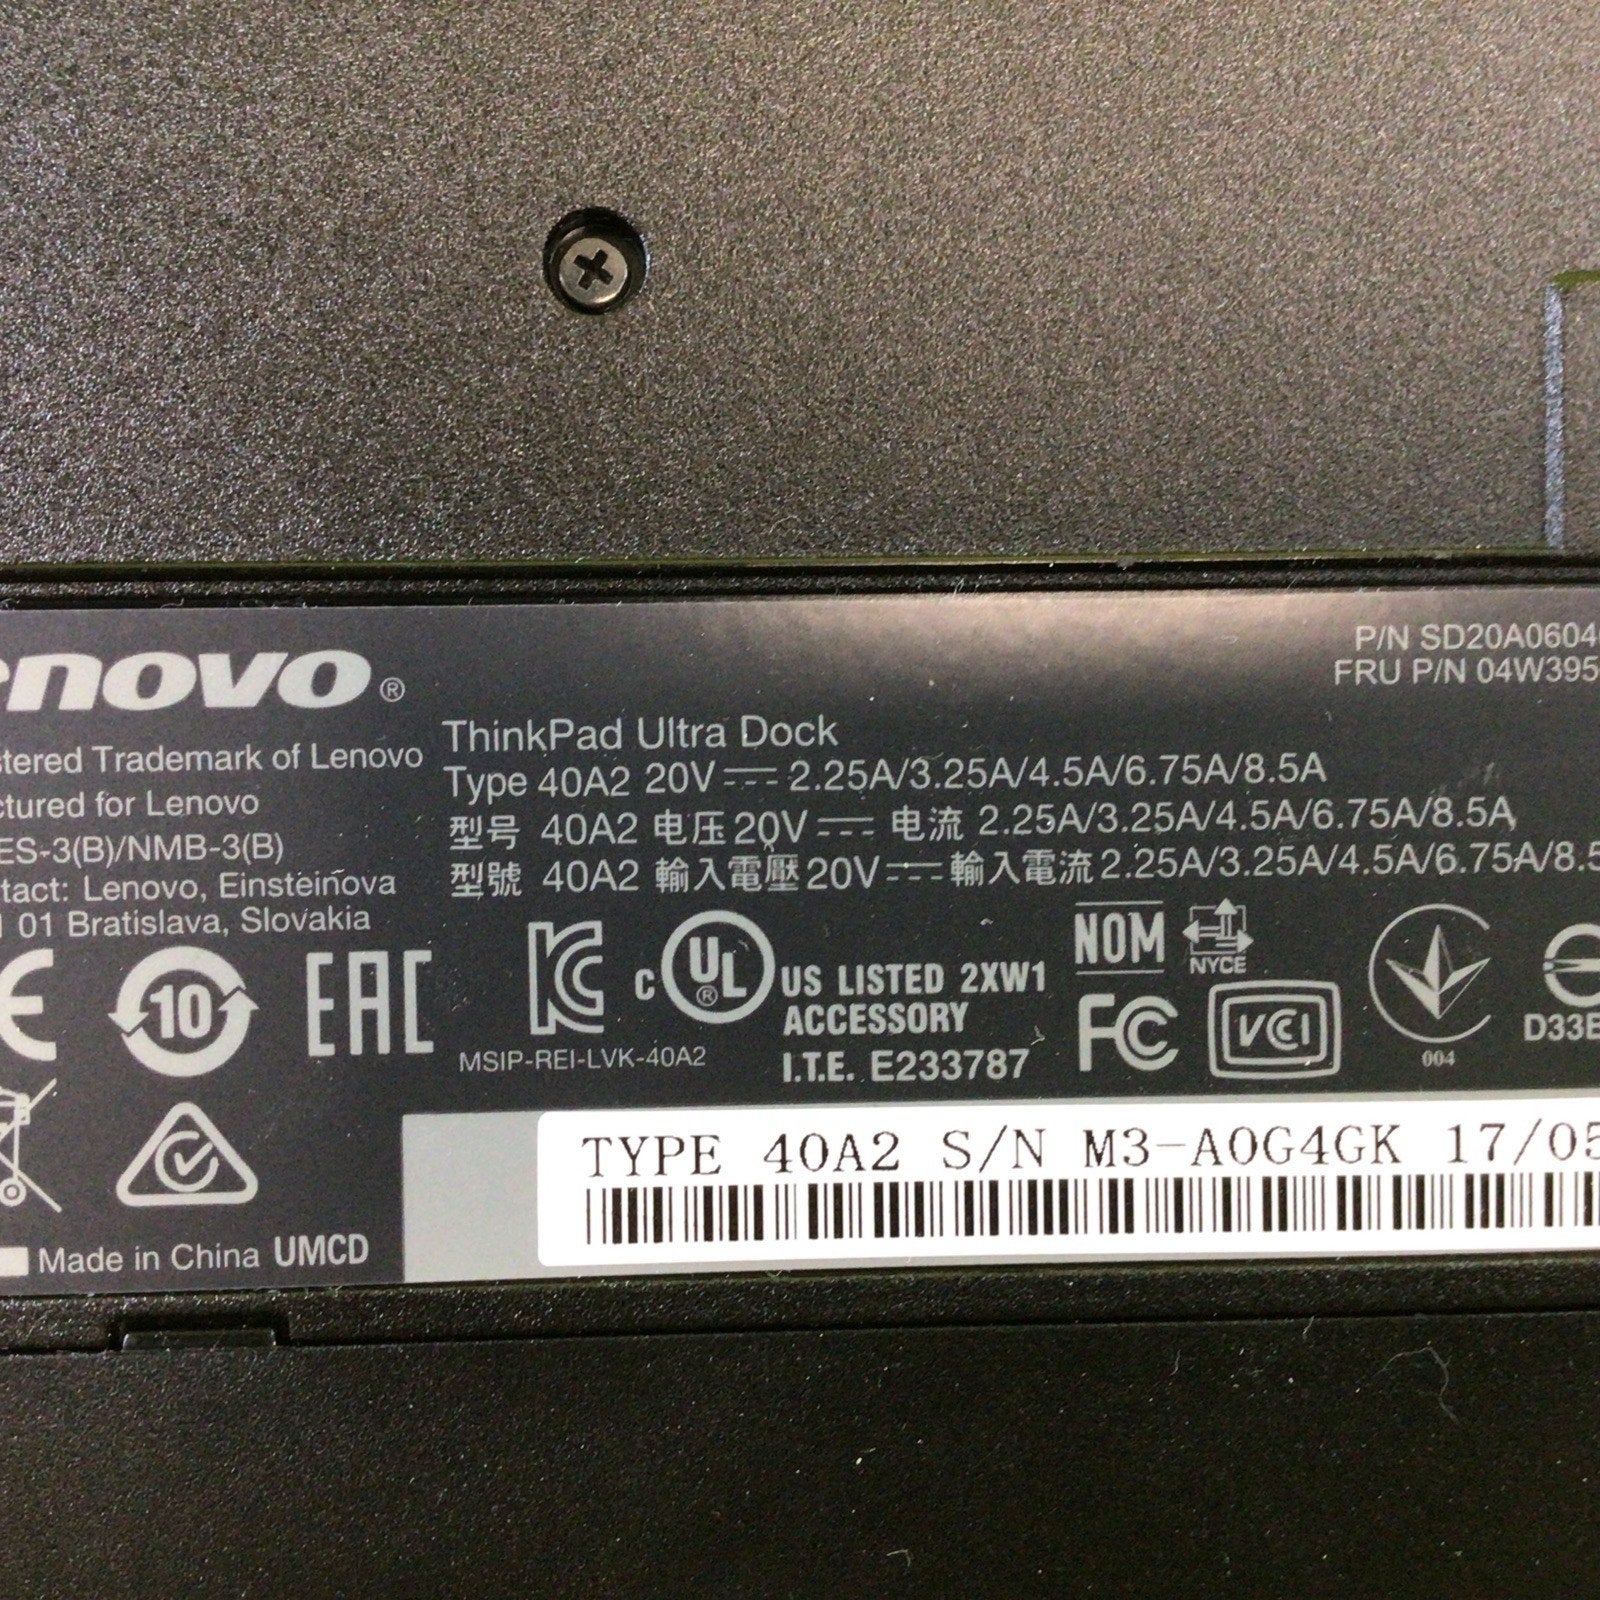 novo®
P/N SD20A0604
FRU P/N 04W395
ThinkPad Ultra Dock
stered Trademark of Lenovo
Type 40A2 20V⎓2.25A/3.25A/4.5A/6.75A/8.5A
ctured for Lenovo
型号 40A2 电压20V⎓电流 2.25A/3.25A/4.5A/6.75A/8.5A
ES-3(B)/NMB-3(B)
型號 40A2 輸入電壓20V⎓輸入電流2.25A/3.25A/4.5A/6.75A/8.5
tact: Lenovo, Einsteinova
01 Bratislava, Slovakia
CE 10 EAC KC
MSIP-REI-LVK-40A2
c UL® US LISTED 2XW1
ACCESSORY
I.T.E. E233787
NOM NYCE
FC VCCI
004
D33E
TYPE 40A2 S/N M3-A0G4GK 17/05
Made in China UMCD